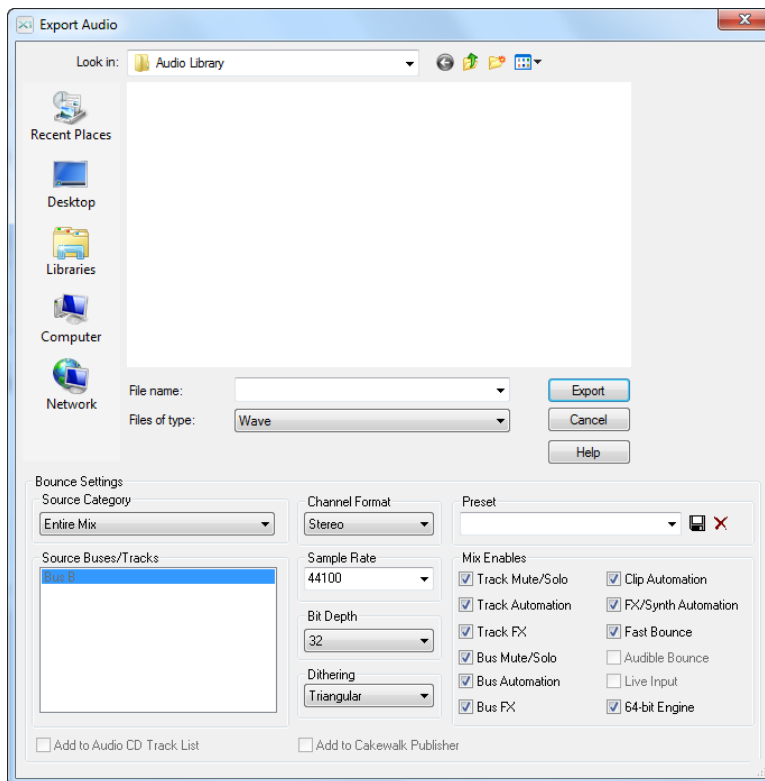 Export Audio
Look in:
Audio Library
Recent Places
Desktop
Libraries
Computer
Network
File name:
Export
Files of type:
Wave
Cancel
Help
Bounce Settings
Source Category
Entire Mix
Channel Format
Stereo
Preset
Source Buses/Tracks
Bus B
Sample Rate
44100
Bit Depth
32
Dithering
Triangular
Mix Enables
Track Mute/Solo
Clip Automation
Track Automation
FX/Synth Automation
Track FX
Fast Bounce
Bus Mute/Solo
Audible Bounce
Bus Automation
Live Input
Bus FX
64-bit Engine
Add to Audio CD Track List
Add to Cakewalk Publisher